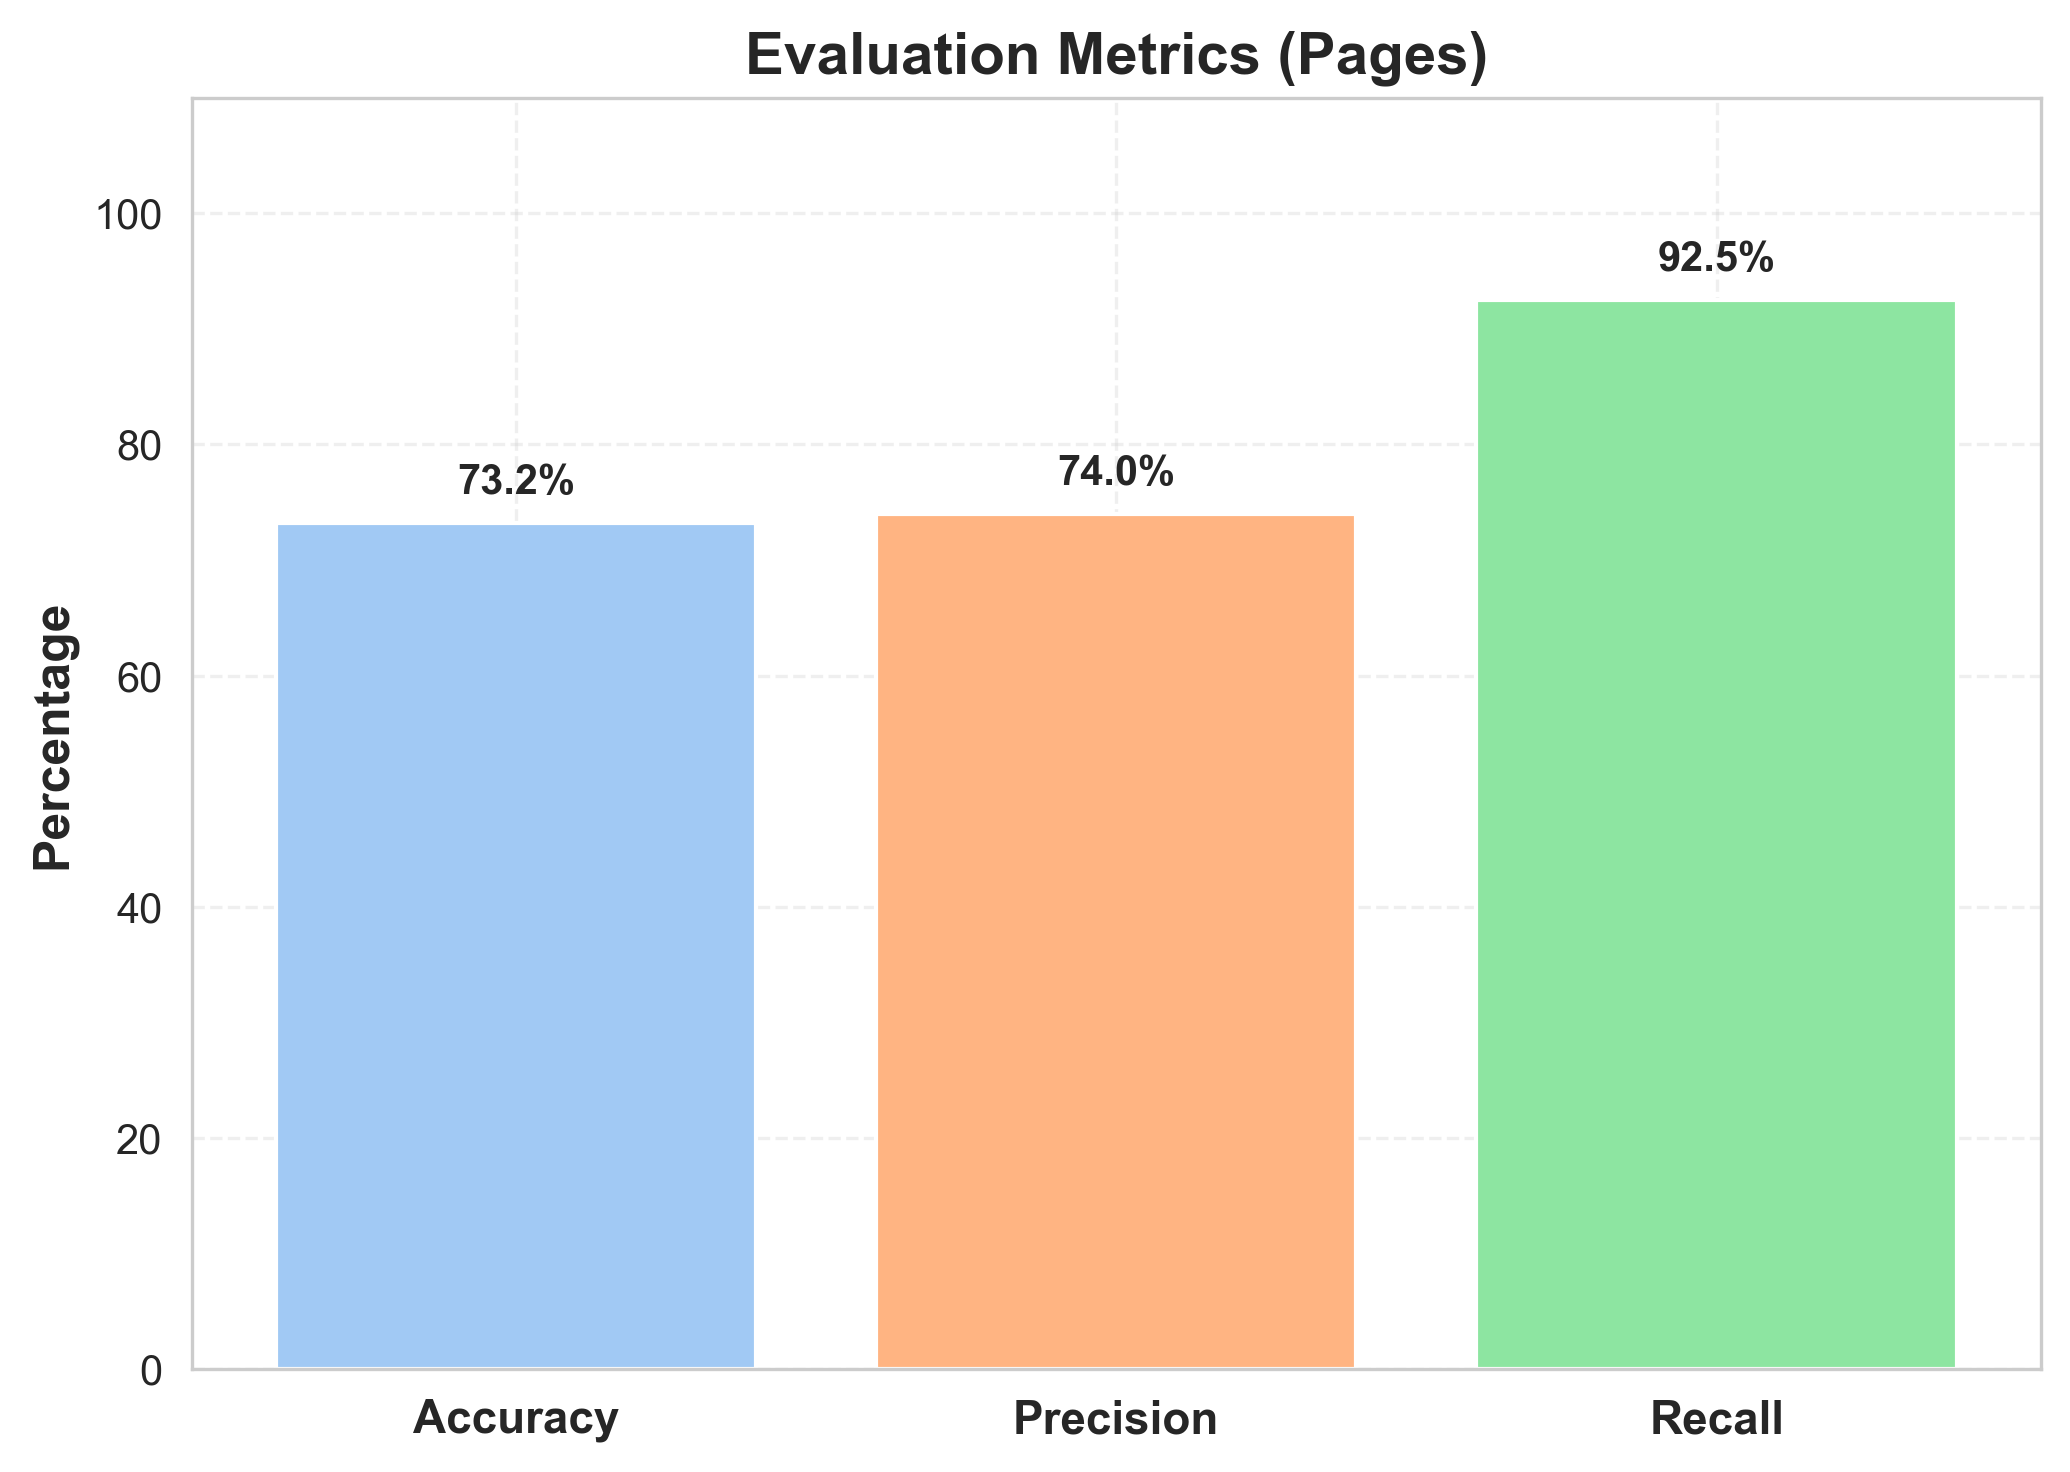 Evaluation Metrics (Pages)
Percentage
100
80
60
40
20
0
73.2%
74.0%
92.5%
Accuracy
Precision
Recall